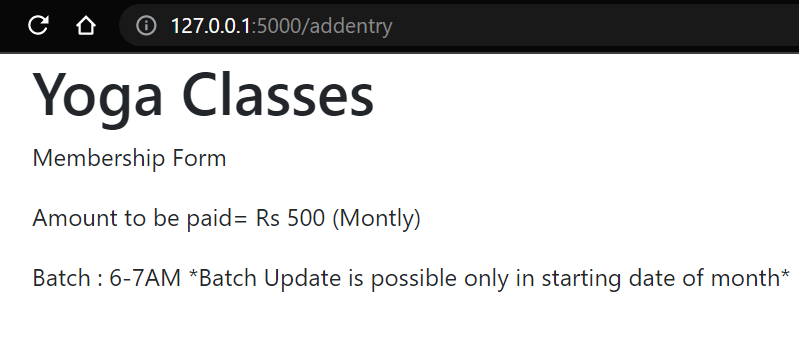 127.0.0.1:5000/addentry
Yoga Classes
Membership Form
Amount to be paid= Rs 500 (Montly)
Batch : 6-7AM *Batch Update is possible only in starting date of month*